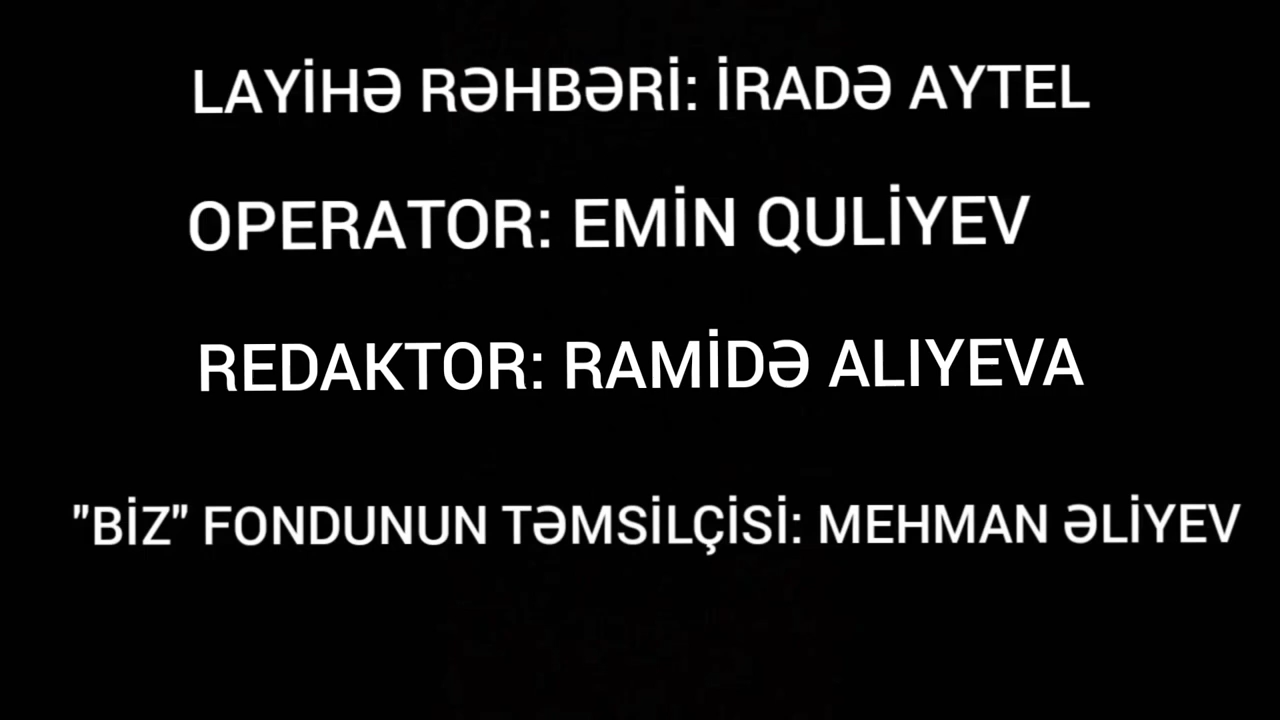 LAYİHƏ RƏHBƏRİ: İRADƏ AYTEL
OPERATOR: EMİN QULİYEV
REDAKTOR: RAMİDƏ ALIYEVA
"BİZ" FONDUNUN TƏMSİLÇİSİ: MEHMAN ƏLİYEV